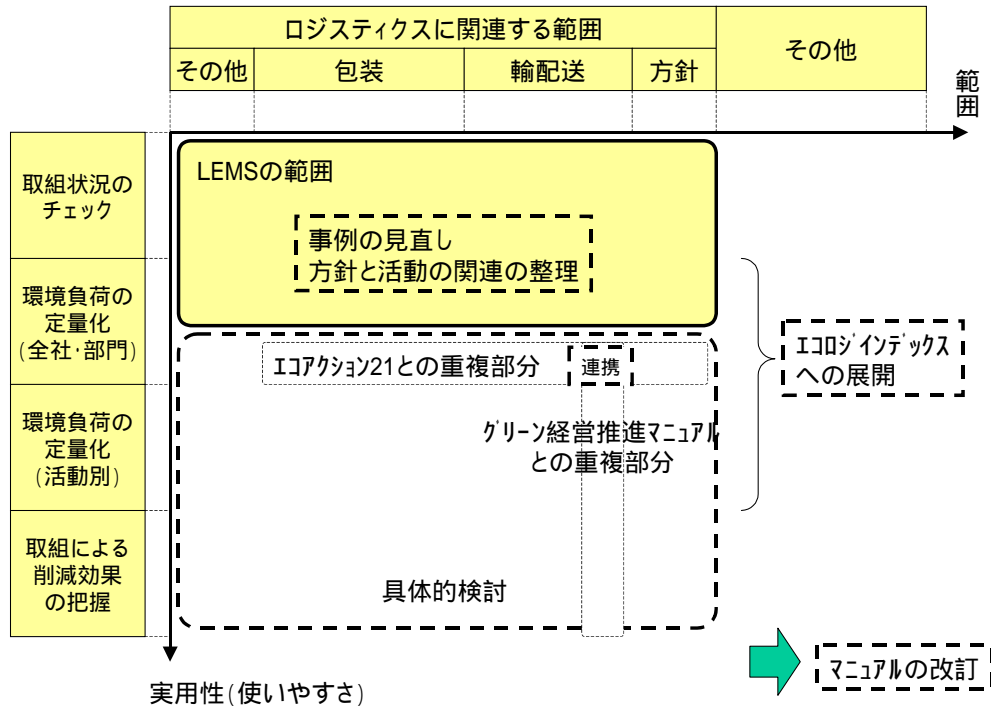 ロジスティクスに関連する範囲
その他
その他
包装
輸配送
方針
範
囲
取組状況の
チェック
LEMSの範囲
事例の見直し
方針と活動の関連の整理
環境負荷の
定量化
(全社･部門)
ｴｺｱｸｼｮﾝ21との重複部分
連携
ｴｺﾛｼﾞｲﾝﾃﾞｯｸｽ
への展開
環境負荷の
定量化
(活動別)
ｸﾞﾘｰﾝ経営推進ﾏﾆｭｱﾙ
との重複部分
取組による
削減効果
の把握
具体的検討
ﾏﾆｭｱﾙの改訂
実用性(使いやすさ)